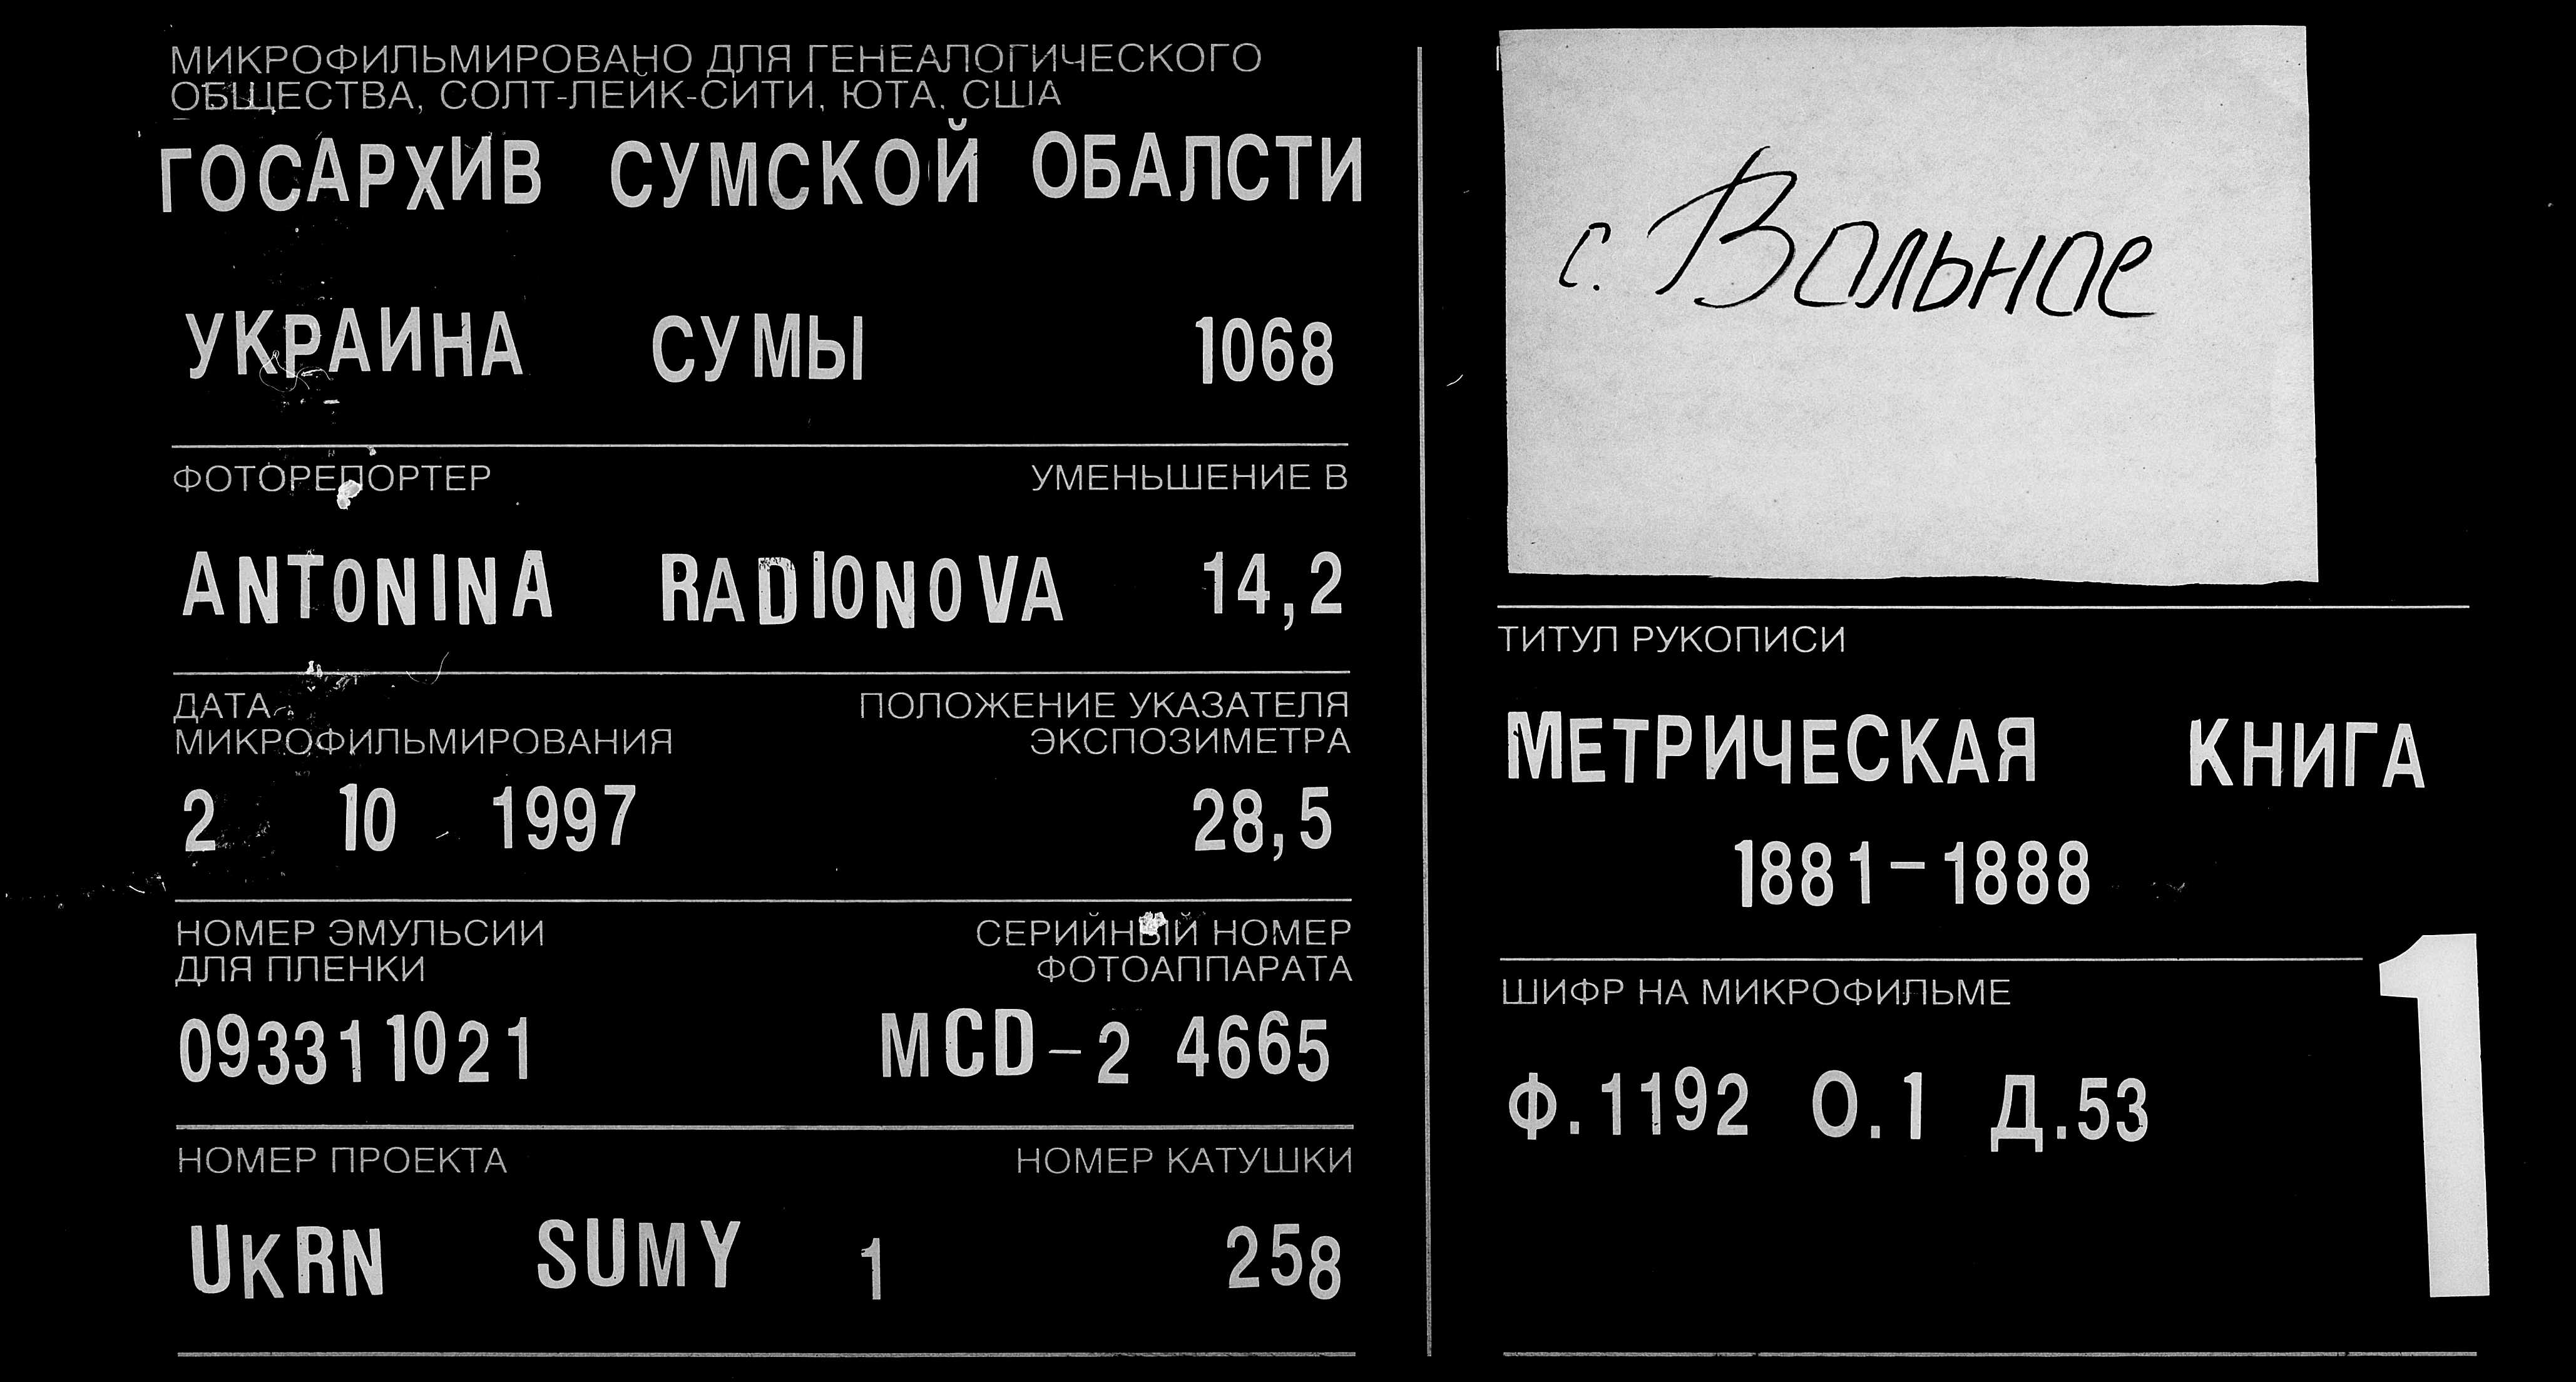 МИКРОФИЛЬМИРОВАНО ДЛЯ ГЕНЕАЛОГИЧЕСКОГО
ОБЩЕСТВА, СОЛТ-ЛЕЙК-СИТИ, ЮТА, США
ГОСАРХИВ СУМСКОЙ ОБАЛСТИ
УКРАИНА СУМЫ 1068
ФОТОРЕПОРТЕР УМЕНЬШЕНИЕ В
ANTONINA RADIONOVA 14,2
ДАТА ПОЛОЖЕНИЕ УКАЗАТЕЛЯ
МИКРОФИЛЬМИРОВАНИЯ ЭКСПОЗИМЕТРА
2 10 1997 28,5
НОМЕР ЭМУЛЬСИИ СЕРИЙНЫЙ НОМЕР
ДЛЯ ПЛЕНКИ ФОТОАППАРАТА
093311021 MCD-2 4665
НОМЕР ПРОЕКТА НОМЕР КАТУШКИ
UKRN SUMY 1 258
с. Вольное
ТИТУЛ РУКОПИСИ
МЕТРИЧЕСКАЯ КНИГА
1881-1888
ШИФР НА МИКРОФИЛЬМЕ
Ф.1192 О.1 Д.53
1